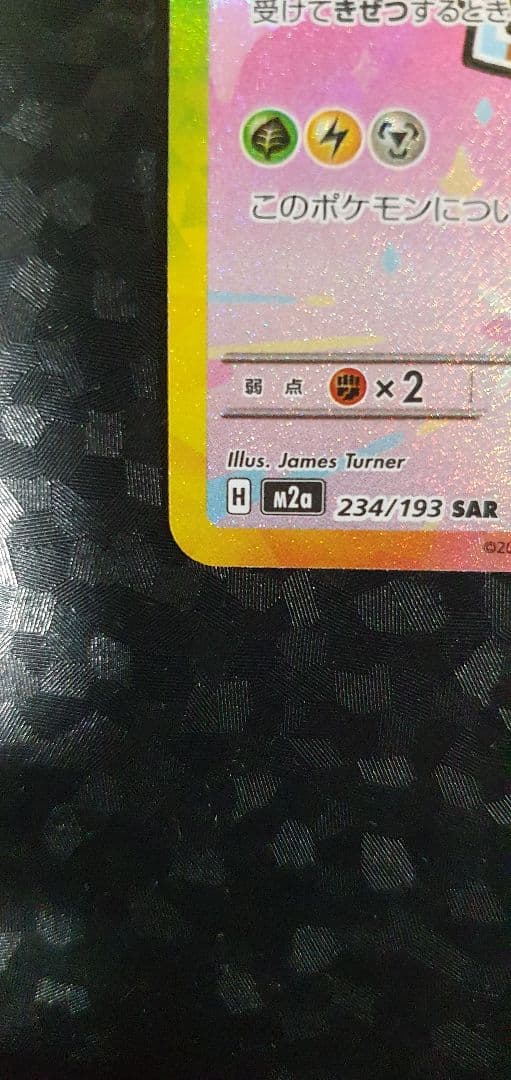 受けてきぜつするとき
このポケモンについ
弱 点 ×2
Illus. James Turner
H M2a 234/193 SAR
©20